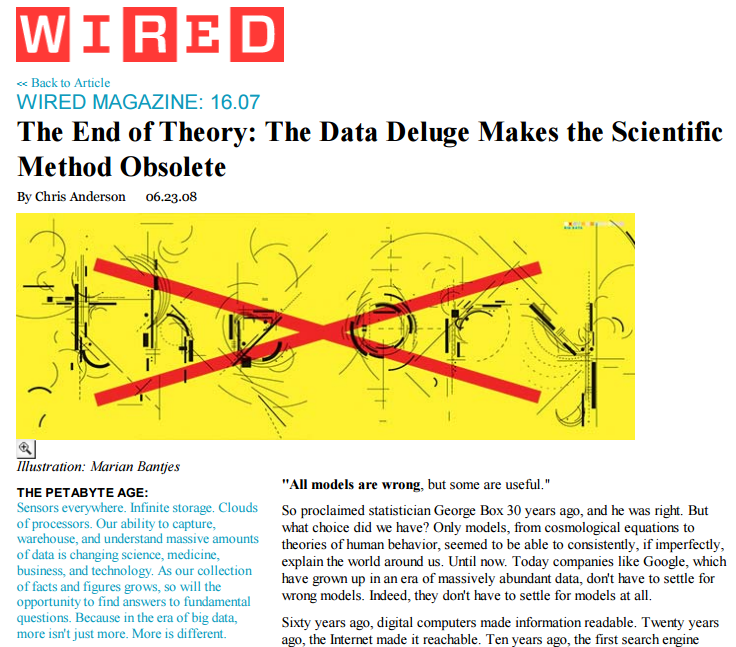 WIRED
<< Back to Article
WIRED MAGAZINE: 16.07
The End of Theory: The Data Deluge Makes the Scientific
Method Obsolete
By Chris Anderson 06.23.08
theory
Illustration: Marian Bantjes
THE PETABYTE AGE:
Sensors everywhere. Infinite storage. Clouds
of processors. Our ability to capture,
warehouse, and understand massive amounts
of data is changing science, medicine,
business, and technology. As our collection
of facts and figures grows, so will the
opportunity to find answers to fundamental
questions. Because in the era of big data,
more isn't just more. More is different.
"All models are wrong, but some are useful."
So proclaimed statistician George Box 30 years ago, and he was right. But
what choice did we have? Only models, from cosmological equations to
theories of human behavior, seemed to be able to consistently, if imperfectly,
explain the world around us. Until now. Today companies like Google, which
have grown up in an era of massively abundant data, don't have to settle for
wrong models. Indeed, they don't have to settle for models at all.
Sixty years ago, digital computers made information readable. Twenty years
ago, the Internet made it reachable. Ten years ago, the first search engine